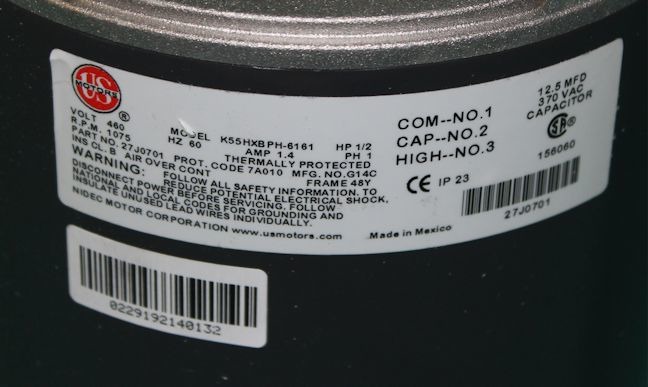 US
MOTORS
®
VOLT 460
R.P.M. 1075
PART NO. 27J0701
INS CL. B
MODEL K55HXBPH-6161 HP 1/2
HZ 60 AMP 1.4 PH 1
THERMALLY PROTECTED
PROT. CODE 7A010 MFG. NO.G14C
AIR OVER CONT FRAME 48Y
WARNING: FOLLOW ALL SAFETY INFORMATION. TO
REDUCE POTENTIAL ELECTRICAL SHOCK,
DISCONNECT POWER BEFORE SERVICING. FOLLOW
ALL LOCAL CODES FOR GROUNDING AND
INSULATE UNUSED LEAD WIRES INDIVIDUALLY.
NIDEC MOTOR CORPORATION www.usmotors.com Made in Mexico
COM--NO.1
CAP--NO.2
HIGH--NO.3
CE IP 23
12.5 MFD
370 VAC
CAPACITOR
156060
27J0701
0229192140132